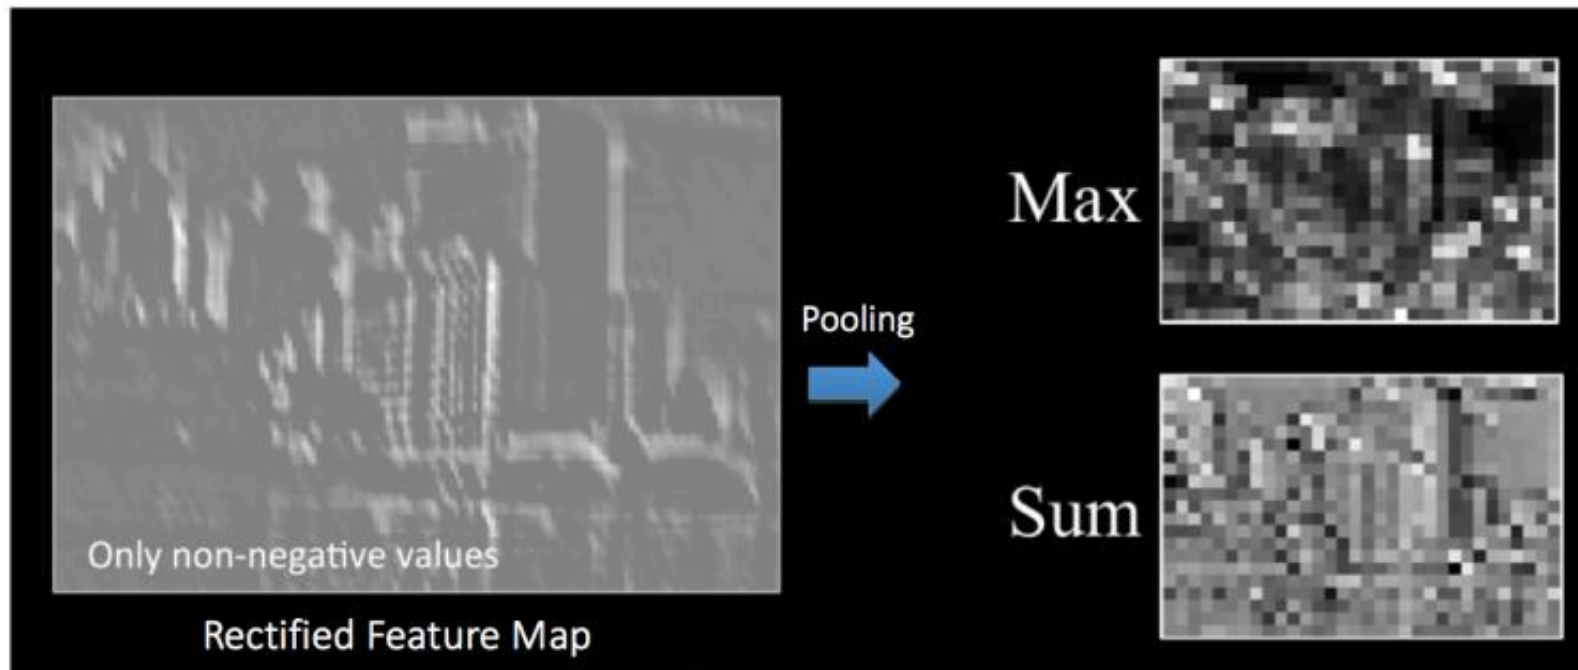 Only non-negative values
Rectified Feature Map
Pooling
Max
Sum